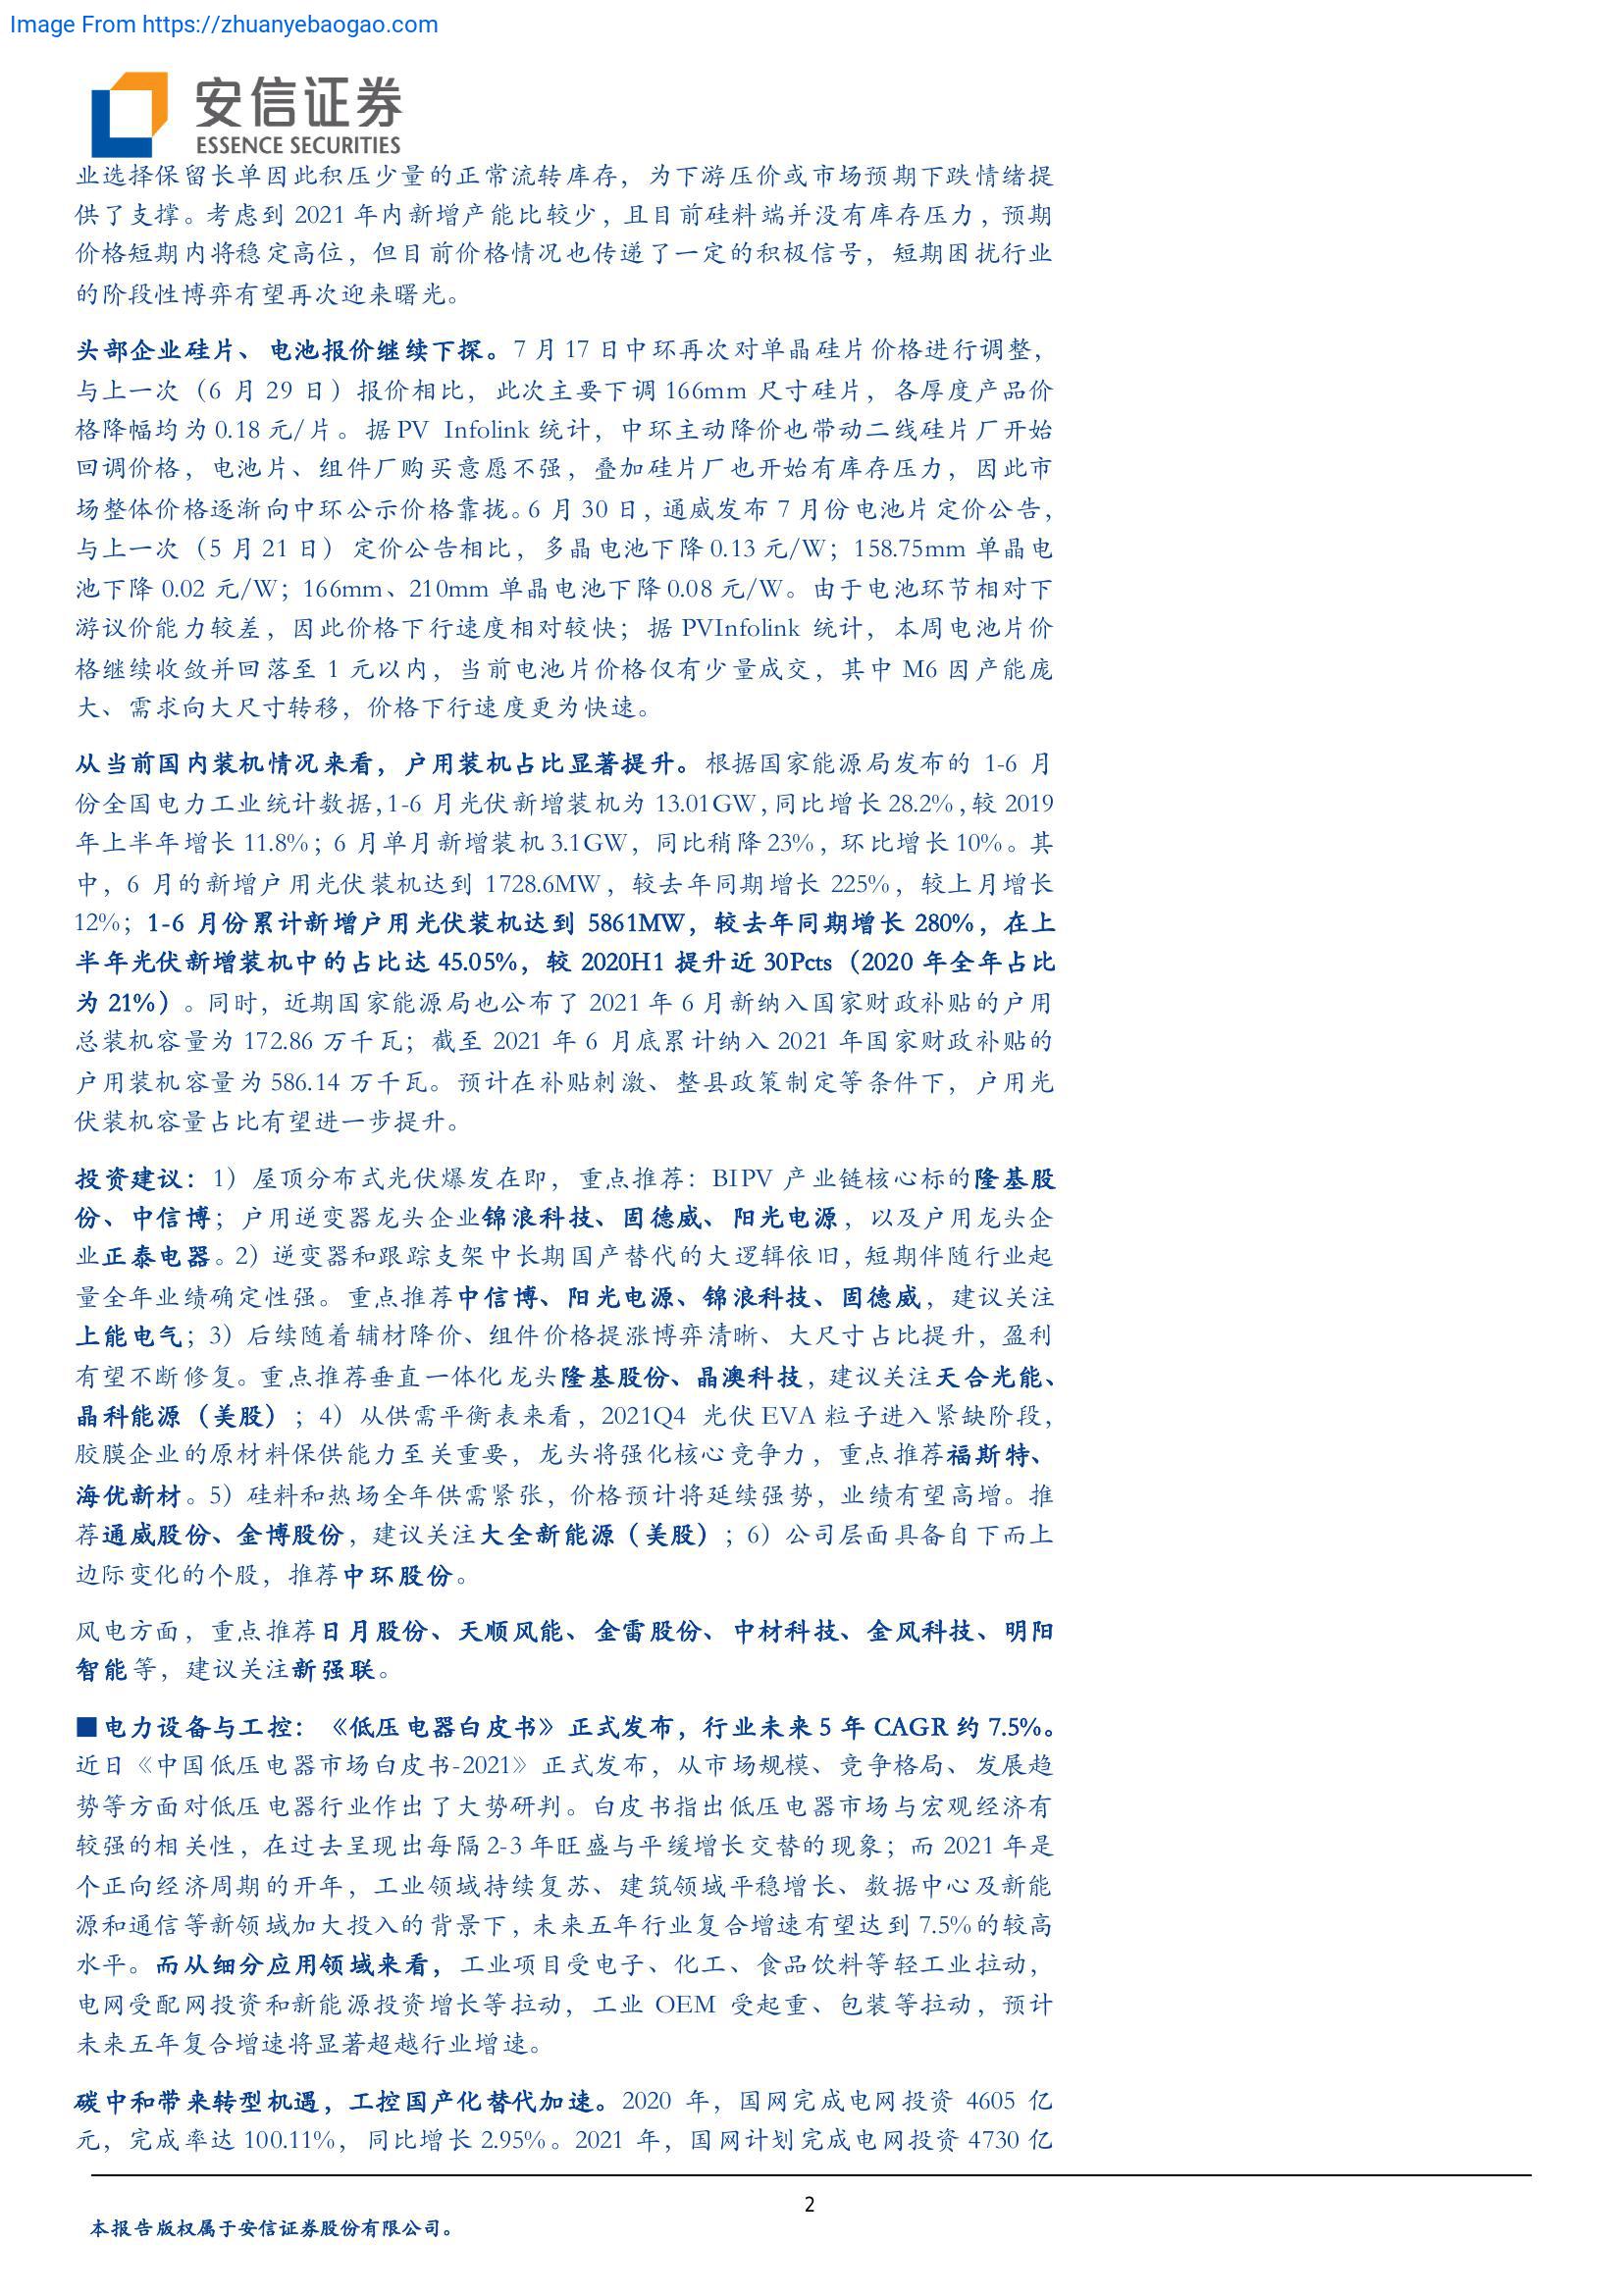 Image From https://zhuanyebaogao.com
安信证券
ESSENCE SECURITIES
业选择保留长单因此积压少量的正常流转库存，为下游压价或市场预期下跌情绪提
供了支撑。考虑到 2021 年内新增产能比较少，且目前硅料端并没有库存压力，预期
价格短期内将稳定高位，但目前价格情况也传递了一定的积极信号，短期困扰行业
的阶段性博弈有望再次迎来曙光。
头部企业硅片、电池报价继续下探。7 月 17 日中环再次对单晶硅片价格进行调整，
与上一次（6 月 29 日）报价相比，此次主要下调 166mm 尺寸硅片，各厚度产品价
格降幅均为 0.18 元/片。据 PV Infolink 统计，中环主动降价也带动二线硅片厂开始
回调价格，电池片、组件厂购买意愿不强，叠加硅片厂也开始有库存压力，因此市
场整体价格逐渐向中环公示价格靠拢。6 月 30 日，通威发布 7 月份电池片定价公告，
与上一次（5 月 21 日）定价公告相比，多晶电池下降 0.13 元/W；158.75mm 单晶电
池下降 0.02 元/W；166mm、210mm 单晶电池下降 0.08 元/W。由于电池环节相对下
游议价能力较差，因此价格下行速度相对较快；据 PVInfolink 统计，本周电池片价
格继续收敛并回落至 1 元以内，当前电池片价格仅有少量成交，其中 M6 因产能庞
大、需求向大尺寸转移，价格下行速度更为快速。
从当前国内装机情况来看，户用装机占比显著提升。根据国家能源局发布的 1-6 月
份全国电力工业统计数据，1-6 月光伏新增装机为 13.01GW，同比增长 28.2%，较 2019
年上半年增长 11.8%；6 月单月新增装机 3.1GW，同比稍降 23%，环比增长 10%。其
中，6 月的新增户用光伏装机达到 1728.6MW，较去年同期增长 225%，较上月增长
12%；1-6 月份累计新增户用光伏装机达到 5861MW，较去年同期增长 280%，在上
半年光伏新增装机中的占比达 45.05%，较 2020H1 提升近 30Pcts（2020 年全年占比
为 21%）。同时，近期国家能源局也公布了 2021 年 6 月新纳入国家财政补贴的户用
总装机容量为 172.86 万千瓦；截至 2021 年 6 月底累计纳入 2021 年国家财政补贴的
户用装机容量为 586.14 万千瓦。预计在补贴刺激、整县政策制定等条件下，户用光
伏装机容量占比有望进一步提升。
投资建议：1）屋顶分布式光伏爆发在即，重点推荐：BIPV 产业链核心标的隆基股
份、中信博；户用逆变器龙头企业锦浪科技、固德威、阳光电源，以及户用龙头企
业正泰电器。2）逆变器和跟踪支架中长期国产替代的大逻辑依旧，短期伴随行业起
量全年业绩确定性强。重点推荐中信博、阳光电源、锦浪科技、固德威，建议关注
上能电气；3）后续随着辅材降价、组件价格提涨博弈清晰、大尺寸占比提升，盈利
有望不断修复。重点推荐垂直一体化龙头隆基股份、晶澳科技，建议关注天合光能、
晶科能源（美股）；4）从供需平衡表来看，2021Q4 光伏 EVA 粒子进入紧缺阶段，
胶膜企业的原材料保供能力至关重要，龙头将强化核心竞争力，重点推荐福斯特、
海优新材。5）硅料和热场全年供需紧张，价格预计将延续强势，业绩有望高增。推
荐通威股份、金博股份，建议关注大全新能源（美股）；6）公司层面具备自下而上
边际变化的个股，推荐中环股份。
风电方面，重点推荐日月股份、天顺风能、金雷股份、中材科技、金风科技、明阳
智能等，建议关注新强联。
■电力设备与工控：《低压电器白皮书》正式发布，行业未来 5 年 CAGR 约 7.5%。
近日《中国低压电器市场白皮书-2021》正式发布，从市场规模、竞争格局、发展趋
势等方面对低压电器行业作出了大势研判。白皮书指出低压电器市场与宏观经济有
较强的相关性，在过去呈现出每隔 2-3 年旺盛与平缓增长交替的现象；而 2021 年是
个正向经济周期的开年，工业领域持续复苏、建筑领域平稳增长、数据中心及新能
源和通信等新领域加大投入的背景下，未来五年行业复合增速有望达到 7.5%的较高
水平。而从细分应用领域来看，工业项目受电子、化工、食品饮料等轻工业拉动，
电网受配网投资和新能源投资增长等拉动，工业 OEM 受起重、包装等拉动，预计
未来五年复合增速将显著超越行业增速。
碳中和带来转型机遇，工控国产化替代加速。2020 年，国网完成电网投资 4605 亿
元，完成率达 100.11%，同比增长 2.95%。2021 年，国网计划完成电网投资 4730 亿
2
本报告版权属于安信证券股份有限公司。